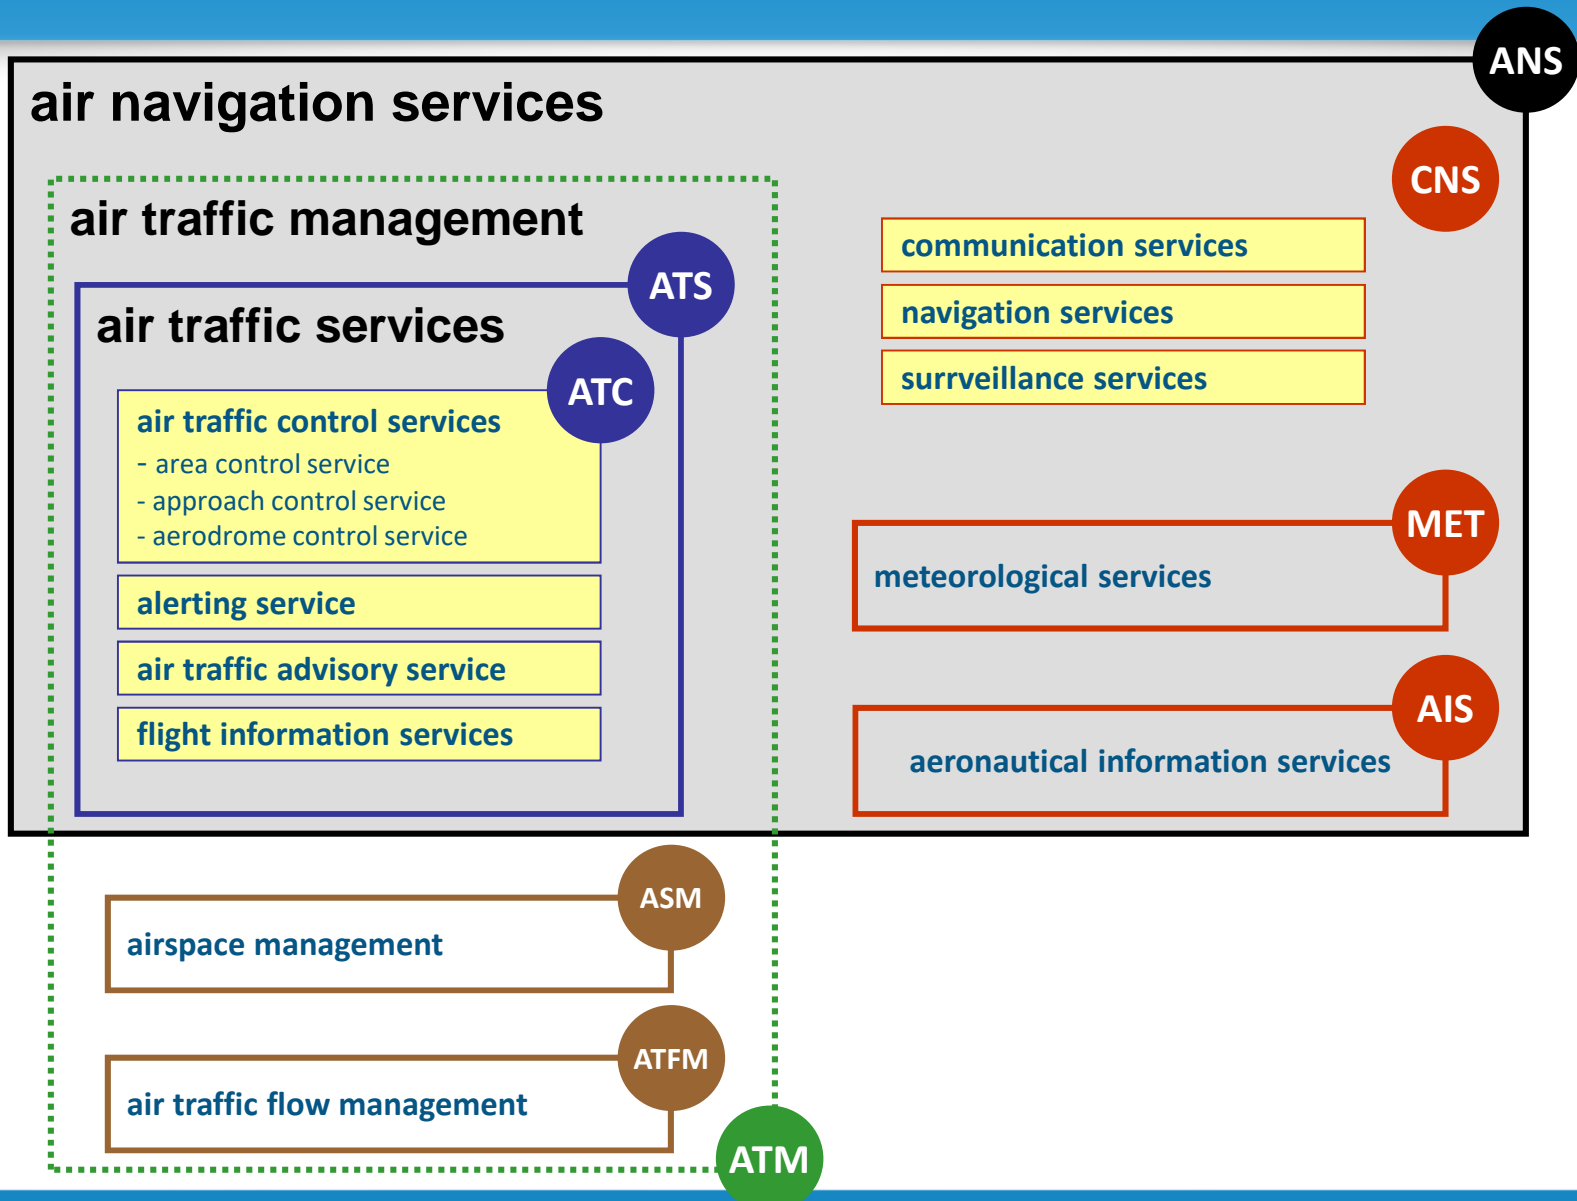 ANS
air navigation services
CNS
air traffic management
communication services
navigation services
surrveillance services
ATS
air traffic services
ATC
air traffic control services
- area control service
- approach control service
- aerodrome control service
alerting service
air traffic advisory service
flight information services
MET
meteorological services
AIS
aeronautical information services
ASM
airspace management
ATFM
air traffic flow management
ATM